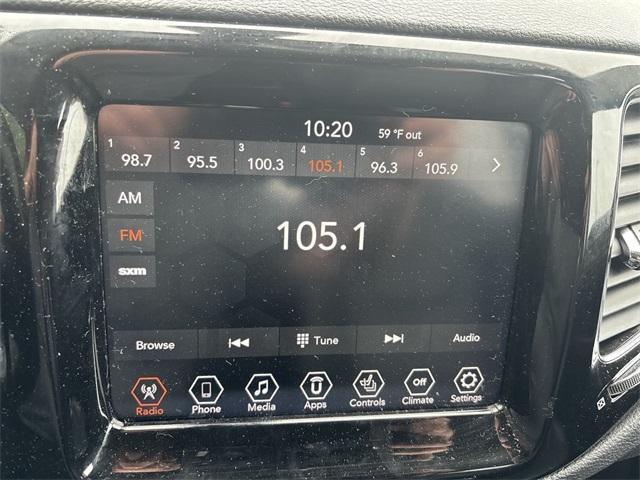 10:20 59 °F out
1 98.7 2 95.5 3 100.3 4 105.1 5 96.3 6 105.9
AM
FM
sxm
105.1
Browse Tune Audio
Off
Radio Phone Media Apps Controls Climate Settings